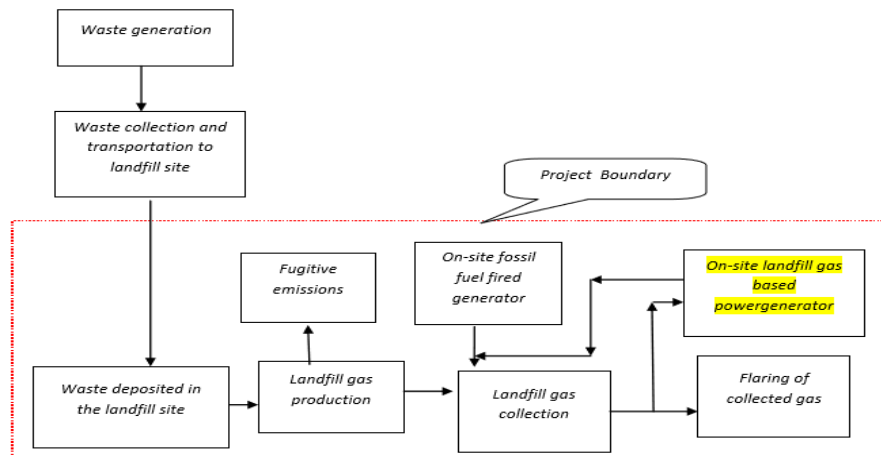 Waste generation
Waste collection and
transportation to
landfill site
Project Boundary
Fugitive
emissions
On-site fossil
fuel fired
generator
On-site landfill gas
based
powergenerator
Waste deposited in
the landfill site
Landfill gas
production
Landfill gas
collection
Flaring of
collected gas